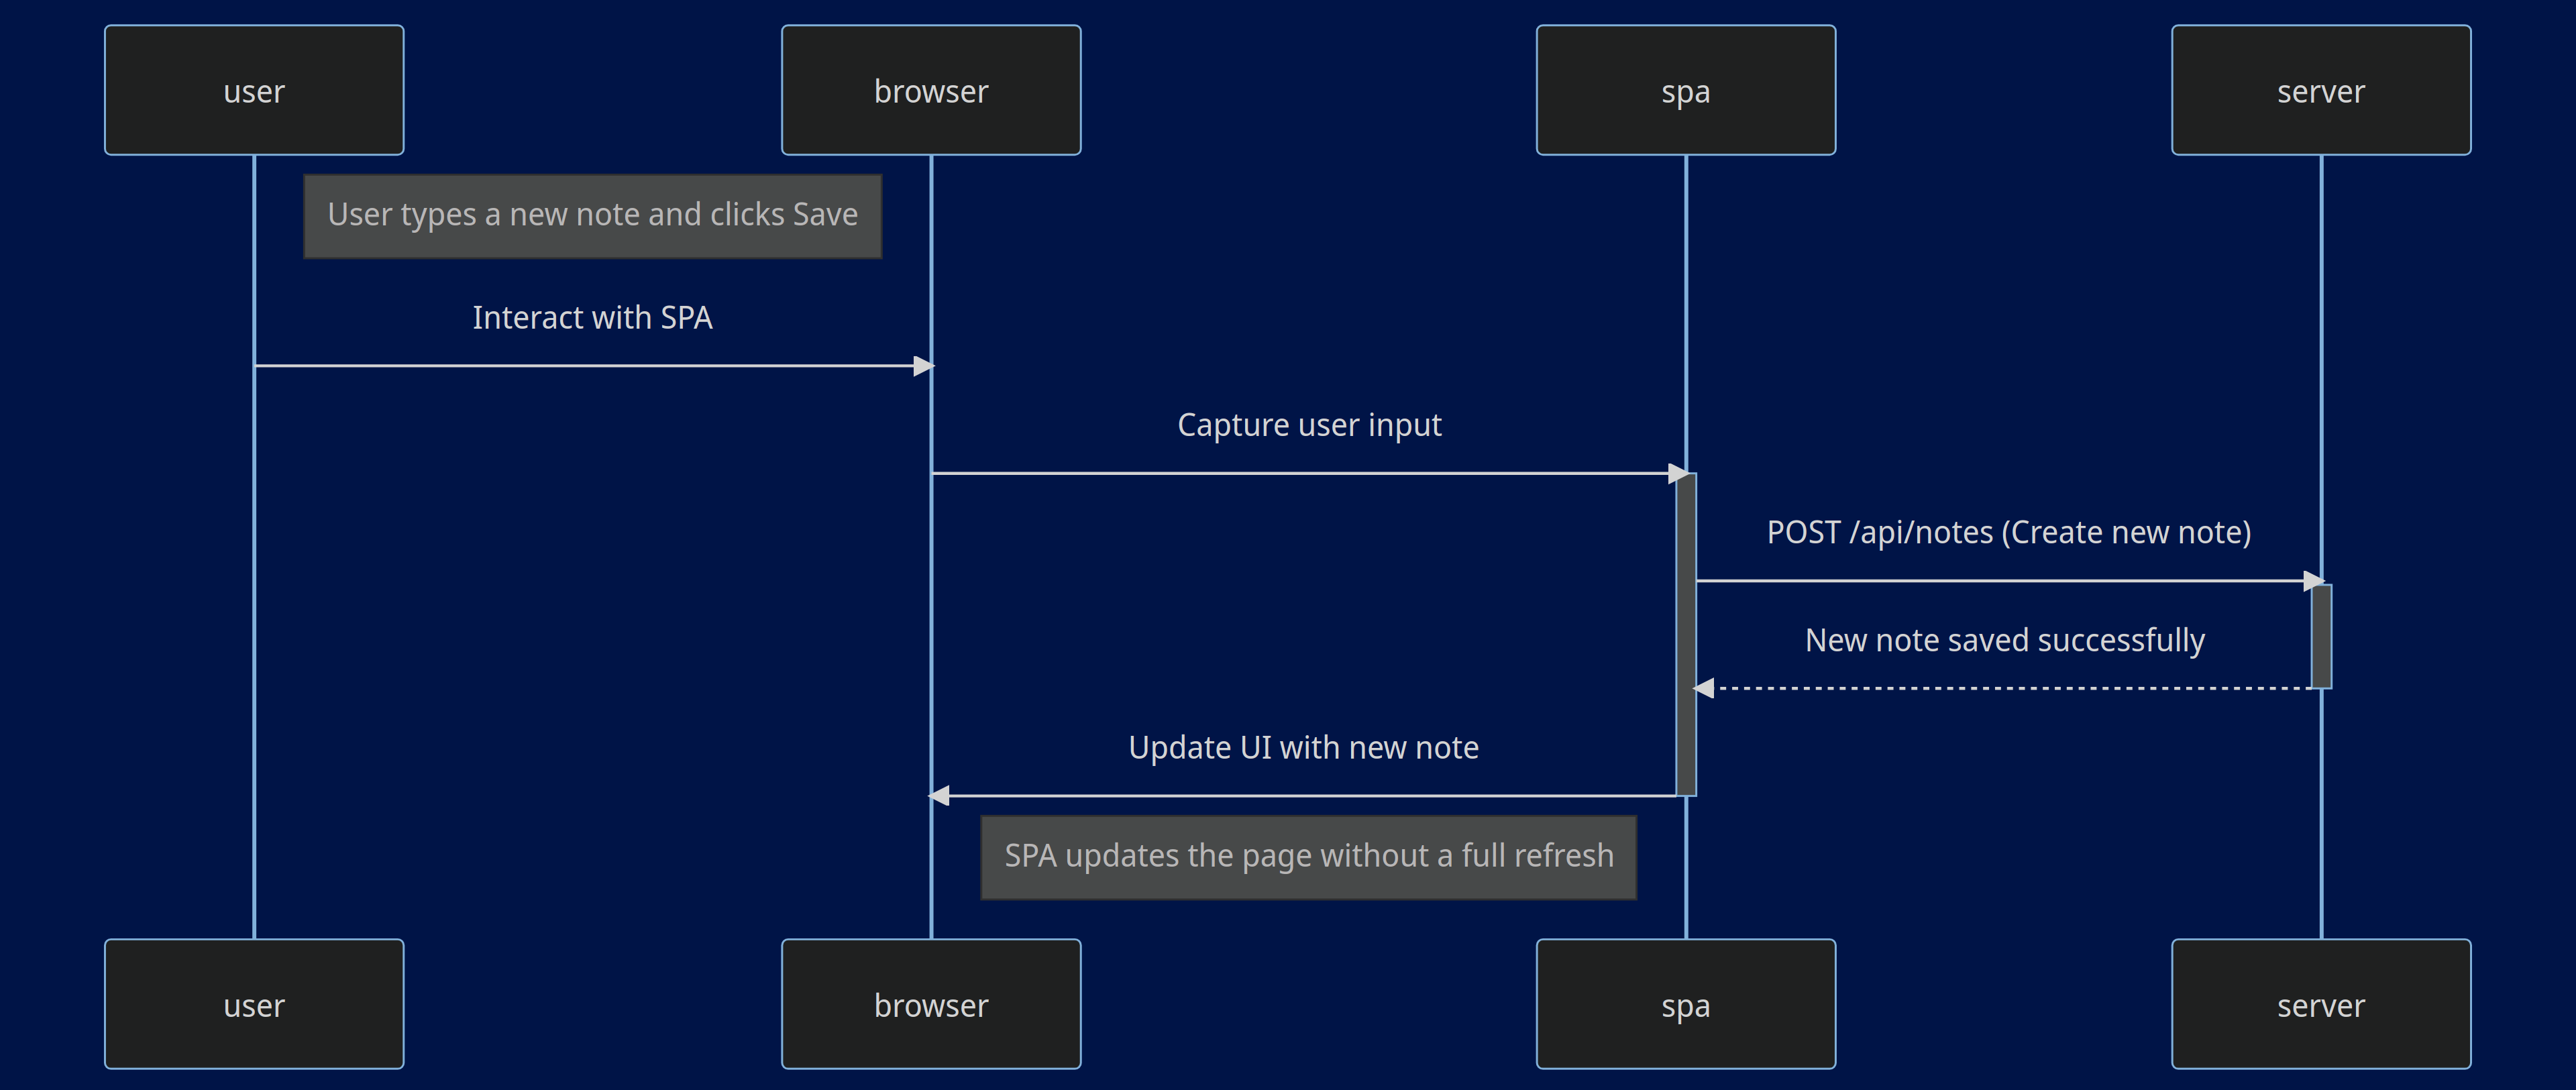 user
browser
spa
server
User types a new note and clicks Save
Interact with SPA
Capture user input
POST /api/notes (Create new note)
New note saved successfully
Update UI with new note
SPA updates the page without a full refresh
user
browser
spa
server